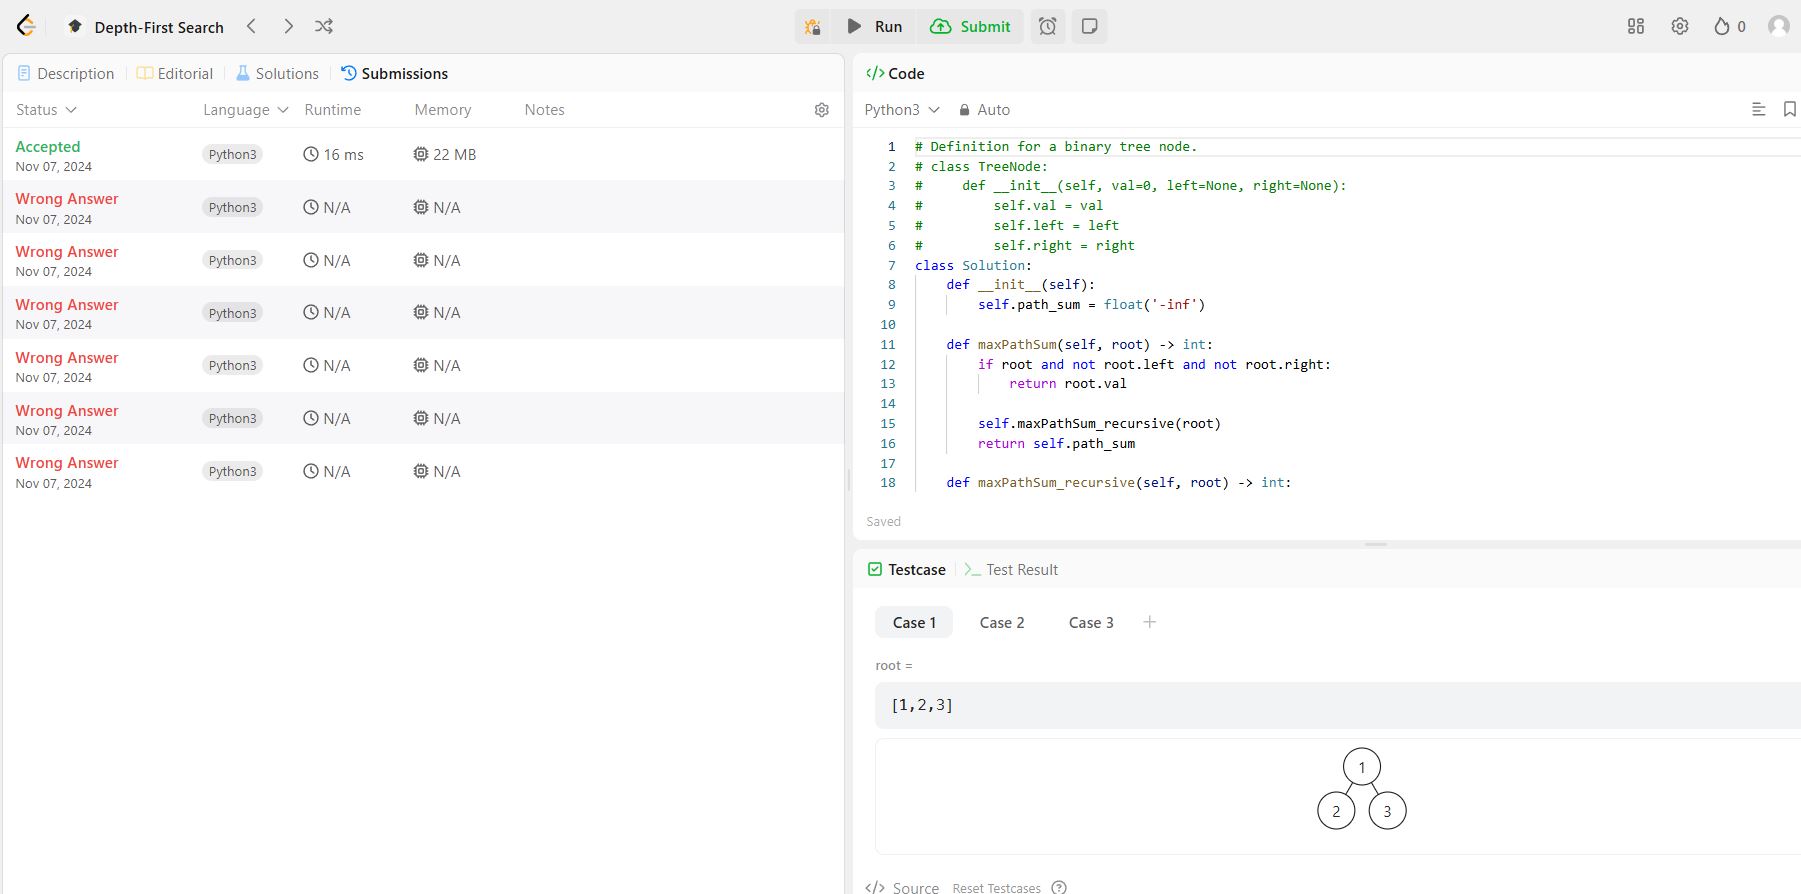 Depth-First Search
Run
Submit
0
Description
Editorial
Solutions
Submissions
Status
Language
Runtime
Memory
Notes
Accepted
Nov 07, 2024
Python3
16 ms
22 MB
Wrong Answer
Nov 07, 2024
Python3
N/A
N/A
Wrong Answer
Nov 07, 2024
Python3
N/A
N/A
Wrong Answer
Nov 07, 2024
Python3
N/A
N/A
Wrong Answer
Nov 07, 2024
Python3
N/A
N/A
Wrong Answer
Nov 07, 2024
Python3
N/A
N/A
Wrong Answer
Nov 07, 2024
Python3
N/A
N/A
</> Code
Python3
Auto
1 # Definition for a binary tree node.
2 # class TreeNode:
3 #     def __init__(self, val=0, left=None, right=None):
4 #         self.val = val
5 #         self.left = left
6 #         self.right = right
7 class Solution:
8     def __init__(self):
9         self.path_sum = float('-inf')
10
11     def maxPathSum(self, root) -> int:
12         if root and not root.left and not root.right:
13             return root.val
14
15         self.maxPathSum_recursive(root)
16         return self.path_sum
17
18     def maxPathSum_recursive(self, root) -> int:
Saved
Testcase
>_ Test Result
Case 1
Case 2
Case 3
+
root =
[1,2,3]
1
2
3
</> Source
Reset Testcases
?